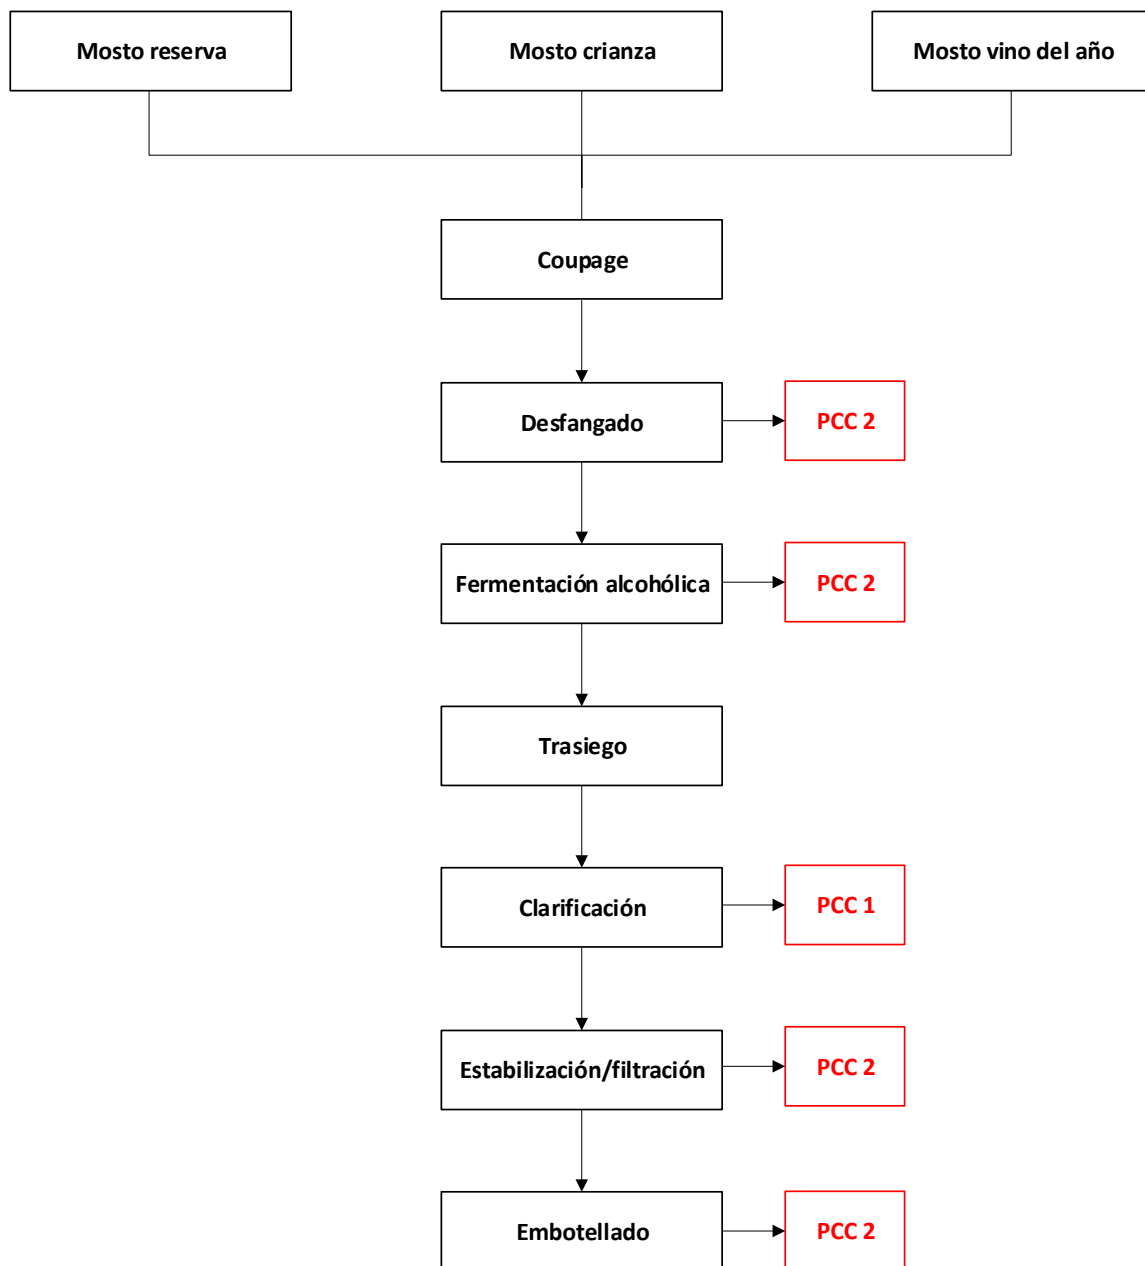 Mosto reserva
Mosto crianza
Mosto vino del año
Coupage
Desfangado
PCC 2
Fermentación alcohólica
PCC 2
Trasiego
Clarificación
PCC 1
Estabilización/filtración
PCC 2
Embotellado
PCC 2